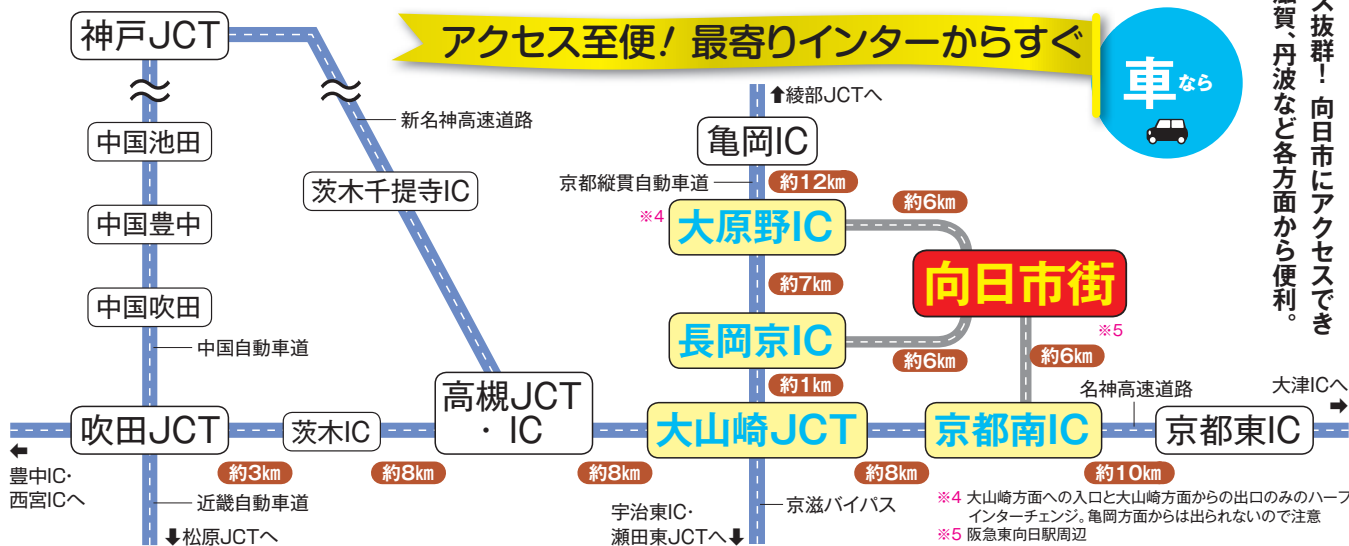 ス抜群！ 向日市にアクセスでき
滋賀、丹波など各方面から便利。
アクセス至便！ 最寄りインターからすぐ
車なら
神戸JCT
新名神高速道路
中国池田
茨木千提寺IC
中国豊中
中国吹田
中国自動車道
⬆綾部JCTへ
亀岡IC
京都縦貫自動車道
約12km
※4
大原野IC
約6km
約7km
向日市街
※5
長岡京IC
約6km
約6km
約1km
名神高速道路
大津ICへ
➡
吹田JCT
茨木IC
高槻JCT
・IC
大山崎JCT
京都南IC
京都東IC
⬅
豊中IC・
西宮ICへ
約3km
約8km
約8km
約8km
約10km
近畿自動車道
⬇松原JCTへ
宇治東IC・
瀬田東JCTへ⬇
京滋バイパス
※4 大山崎方面への入口と大山崎方面からの出口のみのハーフ
インターチェンジ。亀岡方面からは出られないので注意
※5 阪急東向日駅周辺